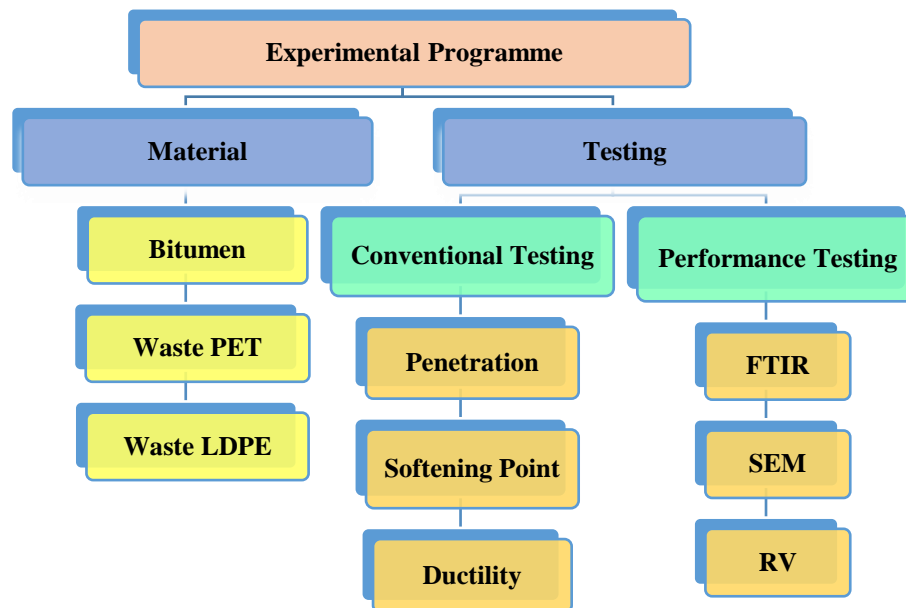 Experimental Programme
Material
Testing
Bitumen
Waste PET
Waste LDPE
Conventional Testing
Penetration
Softening Point
Ductility
Performance Testing
FTIR
SEM
RV